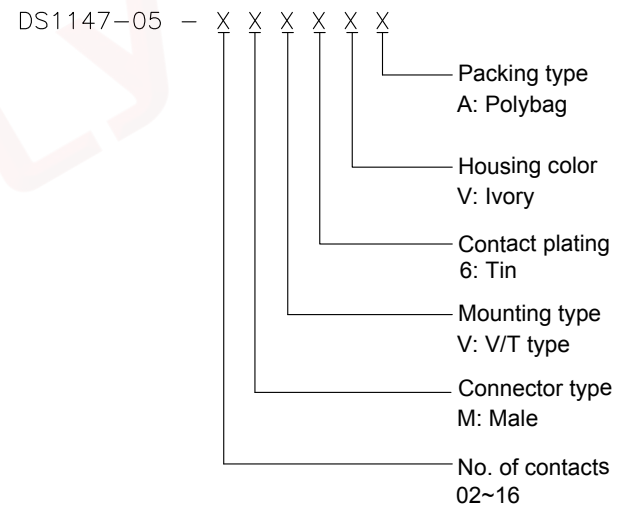 DS1147-05 - X X X X X X
Packing type
A: Polybag
Housing color
V: Ivory
Contact plating
6: Tin
Mounting type
V: V/T type
Connector type
M: Male
No. of contacts
02~16